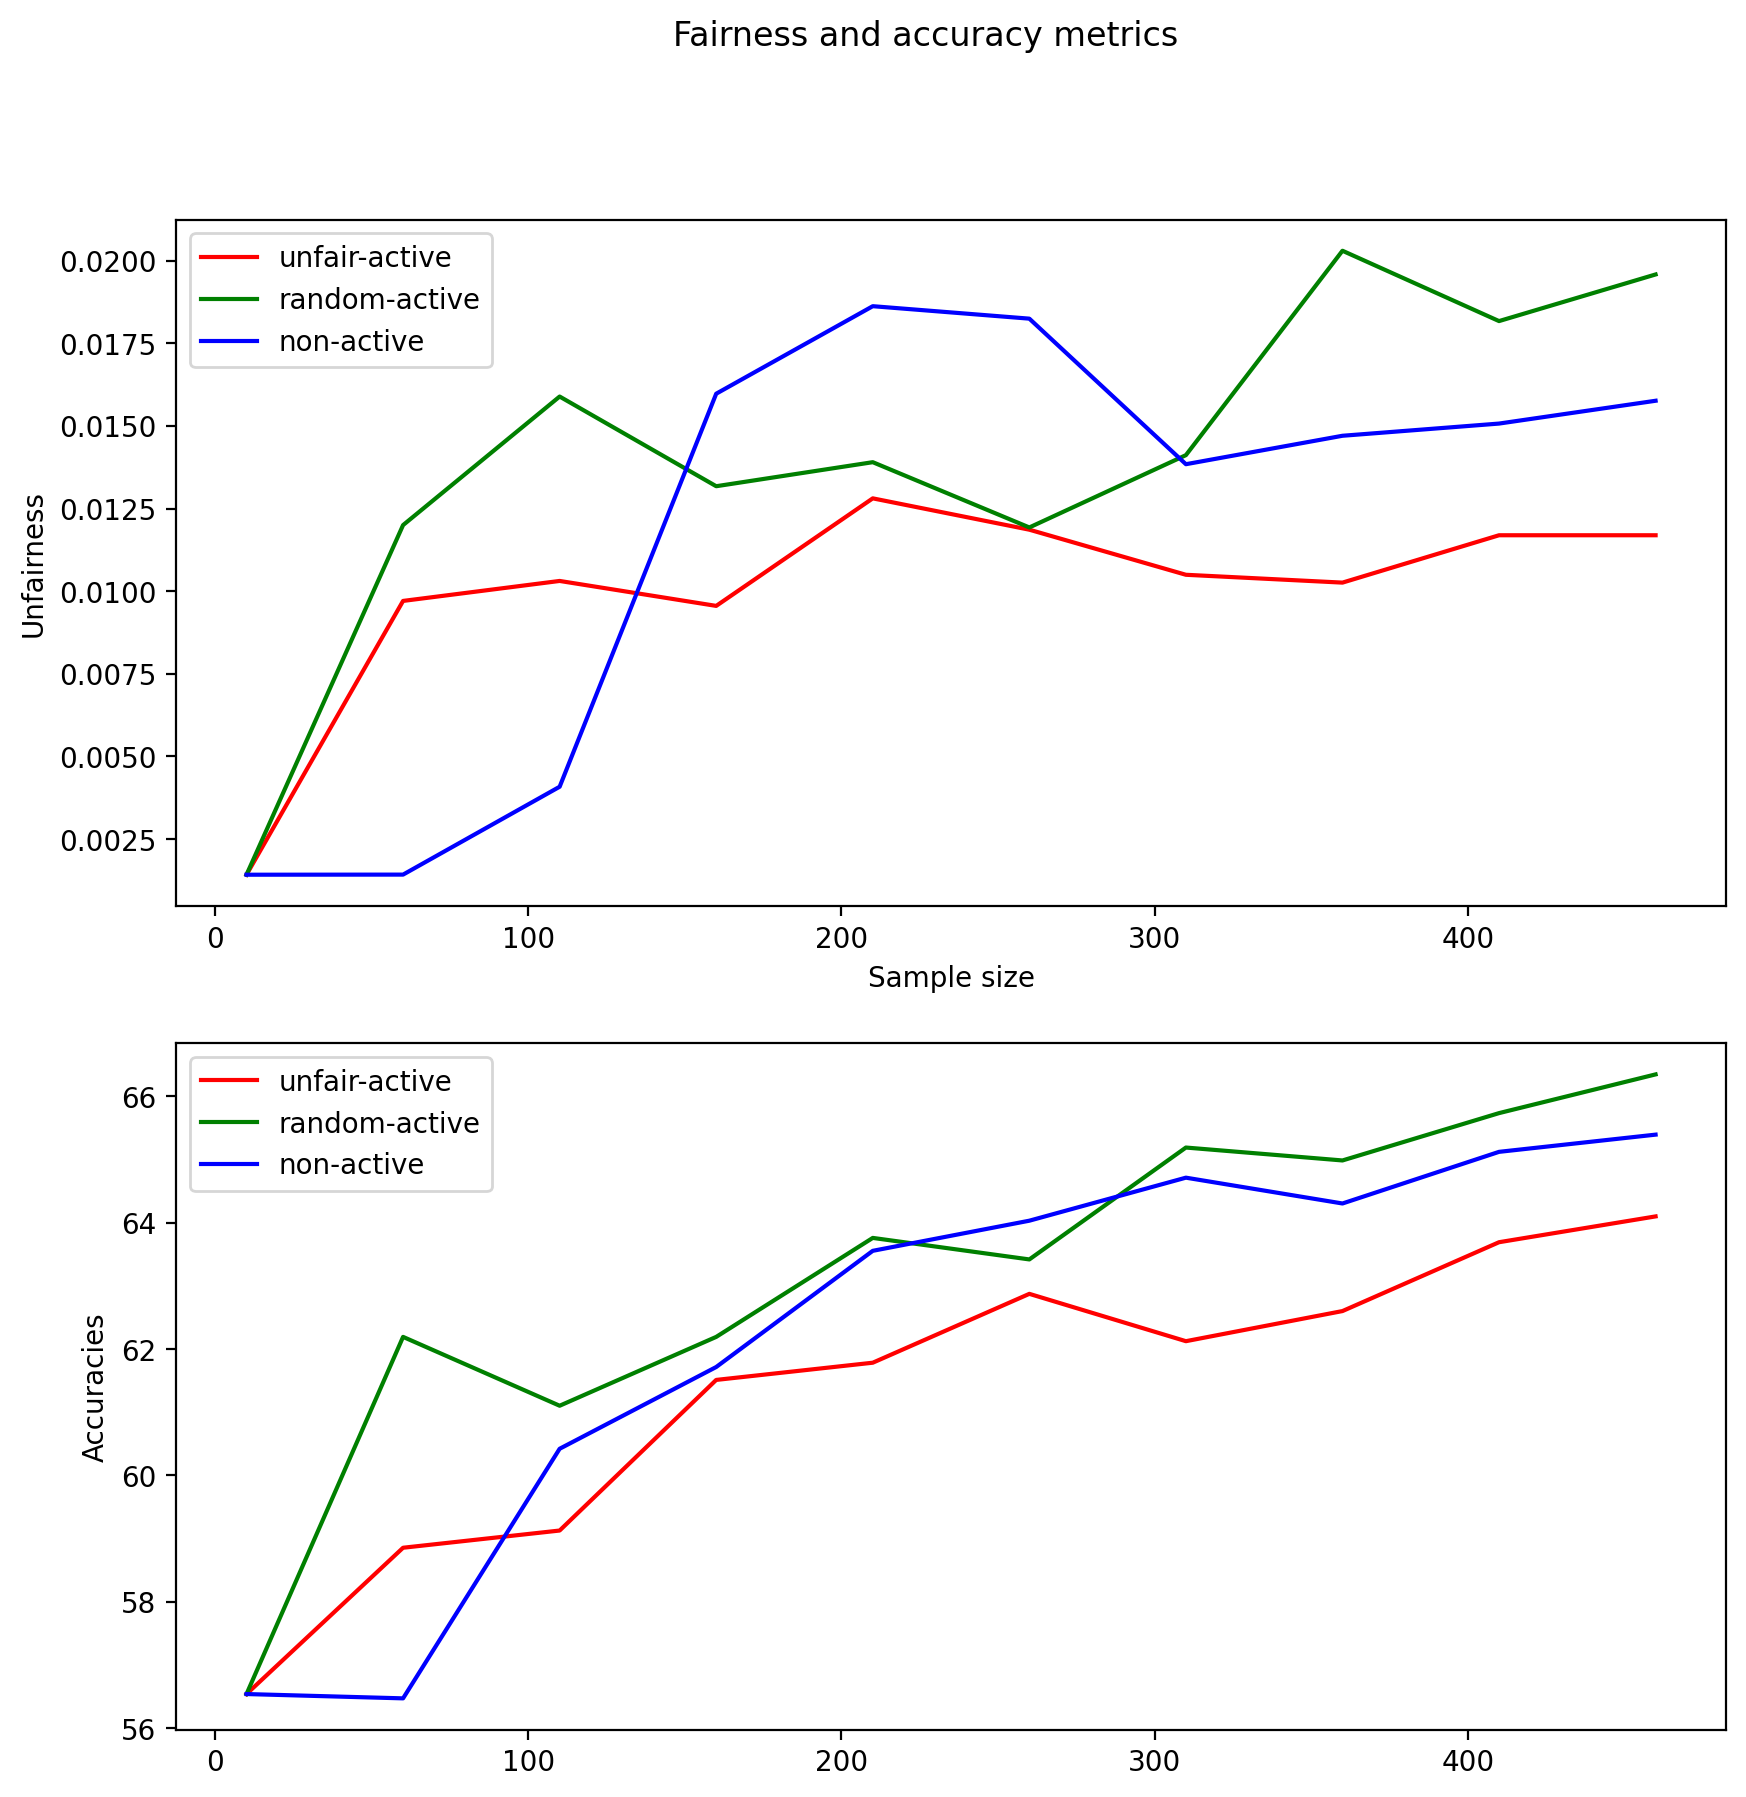 Fairness and accuracy metrics
unfair-active
random-active
non-active
0.0200
0.0175
0.0150
0.0125
0.0100
0.0075
0.0050
0.0025
Unfairness
0 100 200 300 400
Sample size
unfair-active
random-active
non-active
66
64
62
60
58
56
Accuracies
0 100 200 300 400